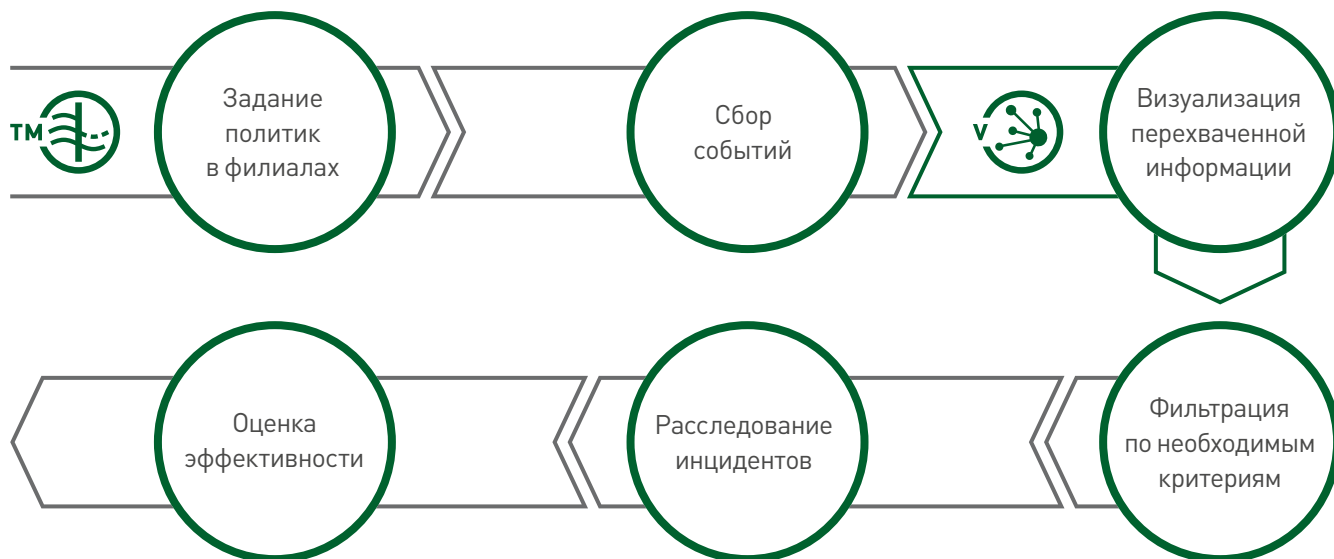 TM
Задание
политик
в филиалах
Сбор
событий
V
Визуализация
перехваченной
информации
Оценка
эффективности
Расследование
инцидентов
Фильтрация
по необходимым
критериям